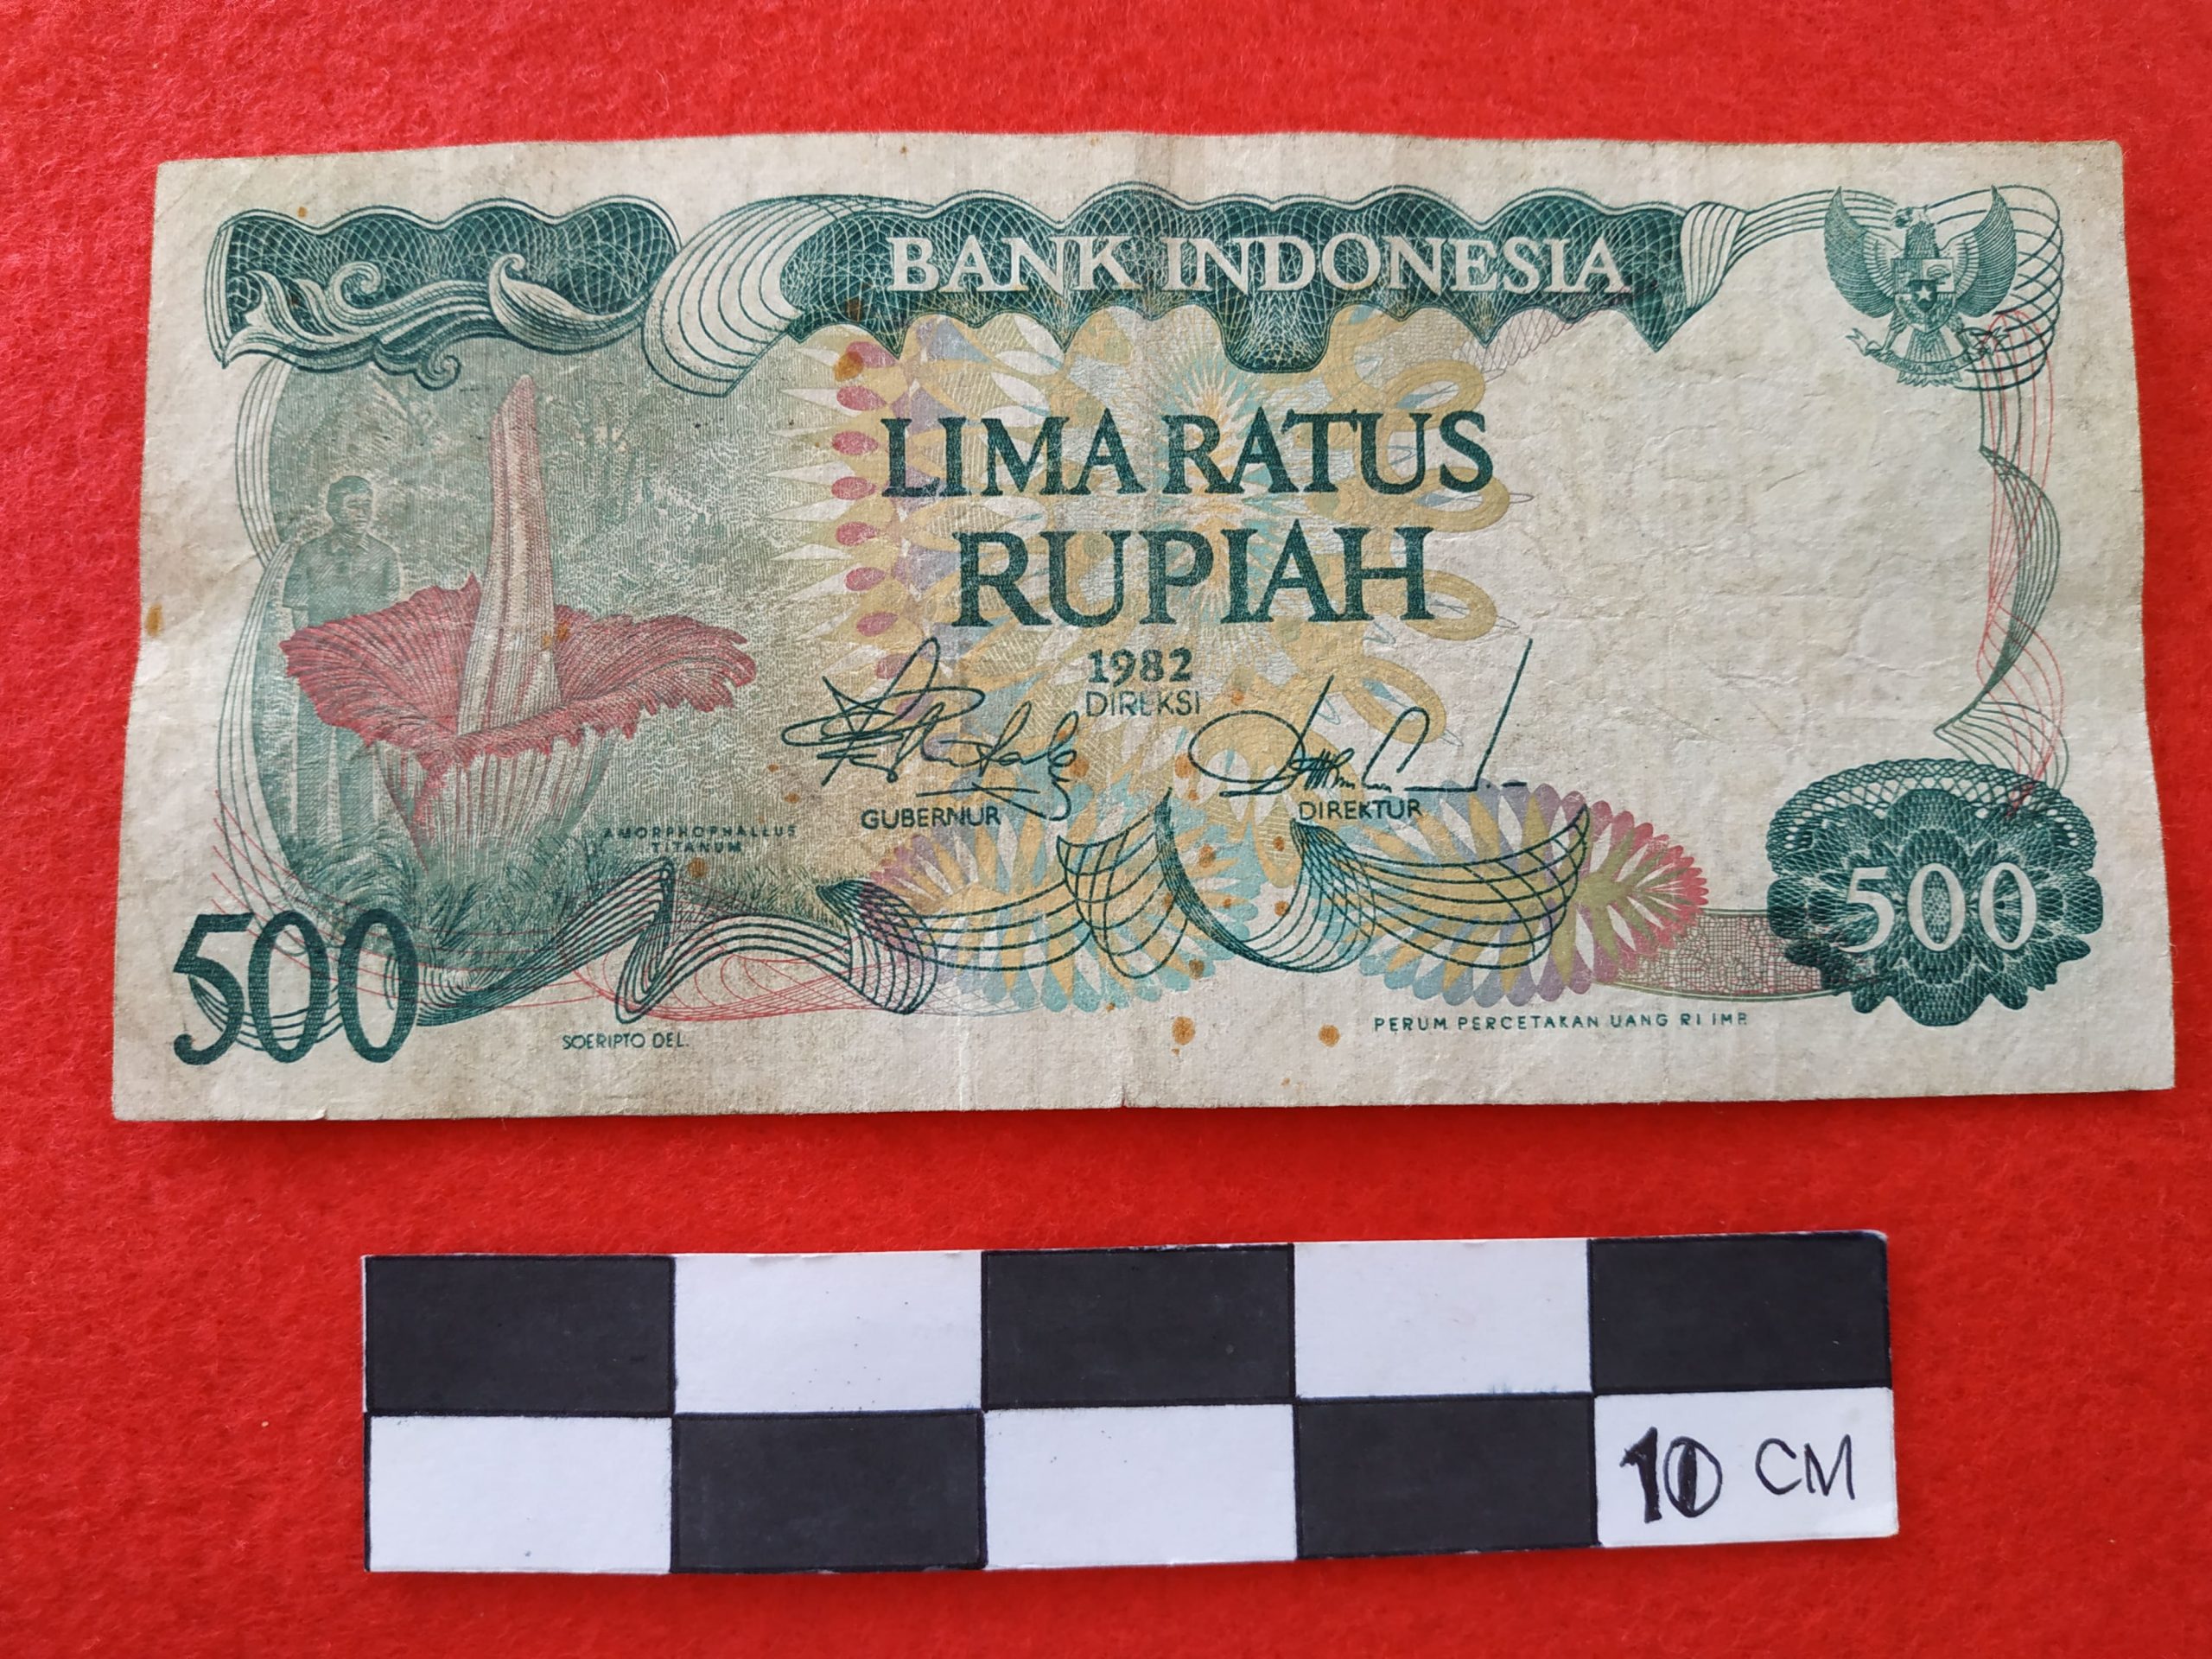 BANK INDONESIA
LIMA RATUS
RUPIAH
1982
DIREKSI
GUBERNUR
DIREKTUR
AMORPHOPHALLUS
TITANUM
500
500
SOERIPTO DEL.
PERUM PERCETAKAN UANG RI IMP.
10 CM